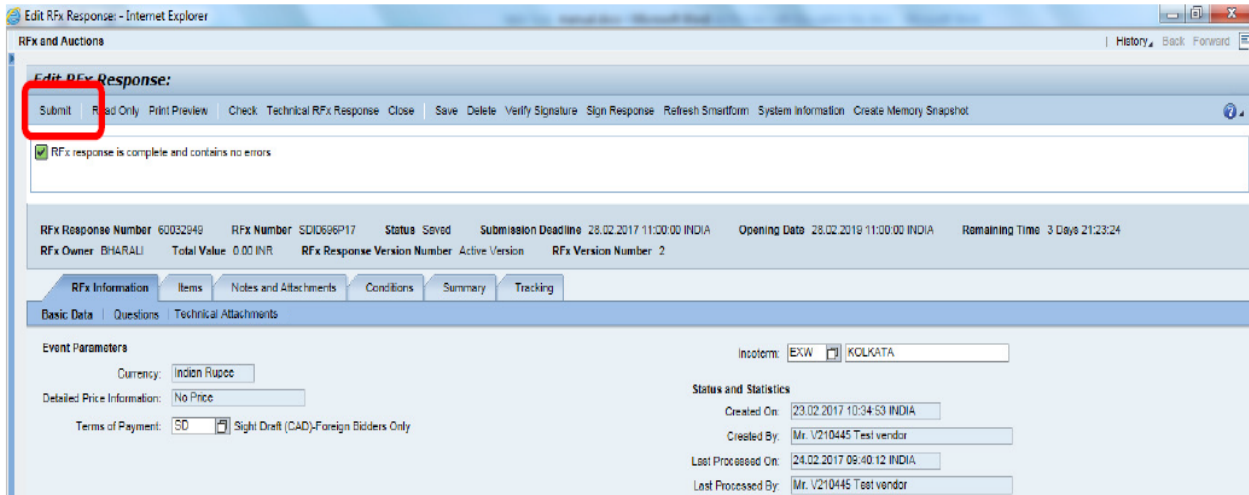 Edit RFx Response: - Internet Explorer
RFx and Auctions
History Back Forward
Edit RFx Response:
Submit Read Only Print Preview Check Technical RFx Response Close Save Delete Verify Signature Sign Response Refresh Smartform System Information Create Memory Snapshot
RFx response is complete and contains no errors
RFx Response Number 60032949 RFx Number SDI0696P17 Status Saved Submission Deadline 28.02.2017 11:00:00 INDIA Opening Date 28.02.2019 11:00:00 INDIA Remaining Time 3 Days 21:23:24
RFx Owner BHARALI Total Value 0.00 INR RFx Response Version Number Active Version RFx Version Number 2
RFx Information Items Notes and Attachments Conditions Summary Tracking
Basic Data Questions Technical Attachments
Event Parameters
Incoterm: EXW KOLKATA
Currency: Indian Rupee
Status and Statistics
Detailed Price Information: No Price
Created On: 23.02.2017 10:34:53 INDIA
Terms of Payment: SD Sight Draft (CAD)-Foreign Bidders Only
Created By: Mr. V210445 Test vendor
Last Processed On: 24.02.2017 09:40:12 INDIA
Last Processed By: Mr. V210445 Test vendor